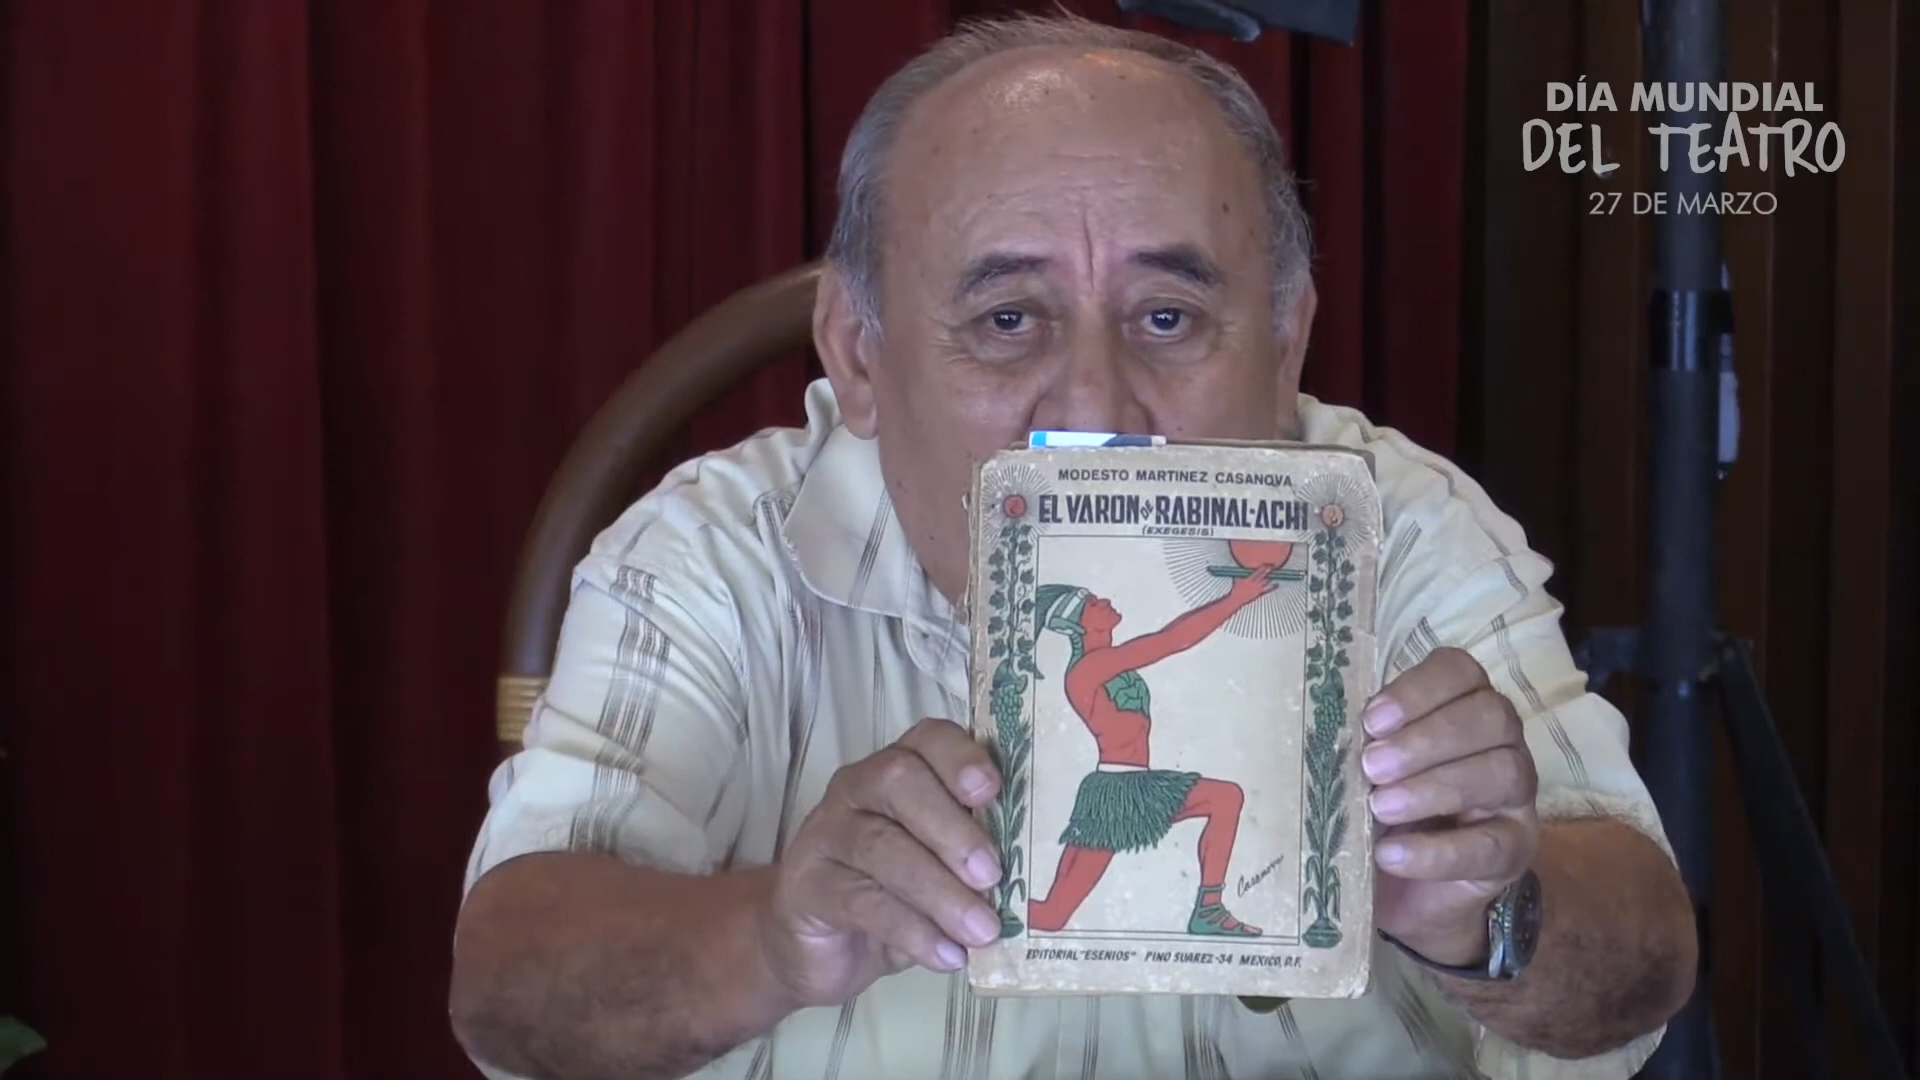 DÍA MUNDIAL
DEL TEATRO
27 DE MARZO
MODESTO MARTINEZ CASANOVA
EL VARON DE RABINAL-ACHI
(EXEGESIS)
Casanova
EDITORIAL "ESENIOS" PINO SUAREZ-34 MEXICO, D.F.